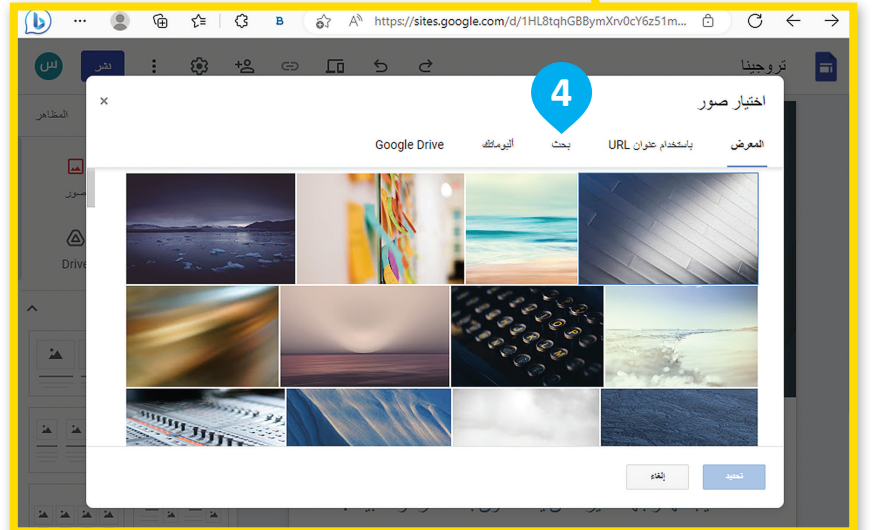 https://sites.google.com/d/1HL8tqhGBBymXrv0cY6z51m...
تروجينا
نشر
س
المظاهر
اختيار صور
×
4
المعرض
باستخدام عنوان URL
بحث
ألبوماتك
Google Drive
صور
Drive
تحديد
إلغاء